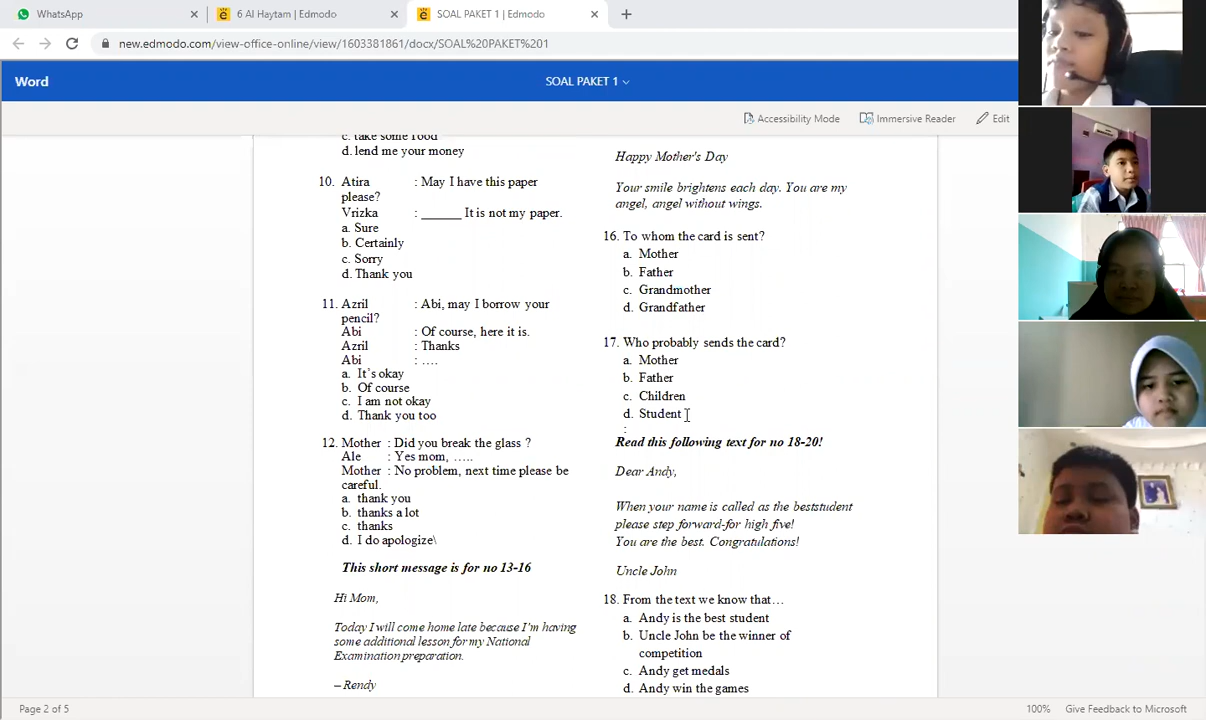 WhatsApp
6 Al Haytam | Edmodo
SOAL PAKET 1 | Edmodo
new.edmodo.com/view-office-online/view/1603381861/docx/SOAL%20PAKET%201
Word
SOAL PAKET 1
Accessibility Mode
Immersive Reader
Edit
c. take some food
d. lend me your money
10. Atira : May I have this paper
please?
Vrizka : ______ It is not my paper.
a. Sure
b. Certainly
c. Sorry
d. Thank you
11. Azril : Abi, may I borrow your
pencil?
Abi : Of course, here it is.
Azril : Thanks
Abi : ….
a. It's okay
b. Of course
c. I am not okay
d. Thank you too
12. Mother : Did you break the glass ?
Ale : Yes mom, …..
Mother : No problem, next time please be
careful.
a. thank you
b. thanks a lot
c. thanks
d. I do apologize\
This short message is for no 13-16
Hi Mom,
Today I will come home late because I'm having
some additional lesson for my National
Examination preparation.
– Rendy
Happy Mother's Day
Your smile brightens each day. You are my
angel, angel without wings.
16. To whom the card is sent?
a. Mother
b. Father
c. Grandmother
d. Grandfather
17. Who probably sends the card?
a. Mother
b. Father
c. Children
d. Student
:
Read this following text for no 18-20!
Dear Andy,
When your name is called as the beststudent
please step forward-for high five!
You are the best. Congratulations!
Uncle John
18. From the text we know that…
a. Andy is the best student
b. Uncle John be the winner of
competition
c. Andy get medals
d. Andy win the games
Page 2 of 5
100%
Give Feedback to Microsoft